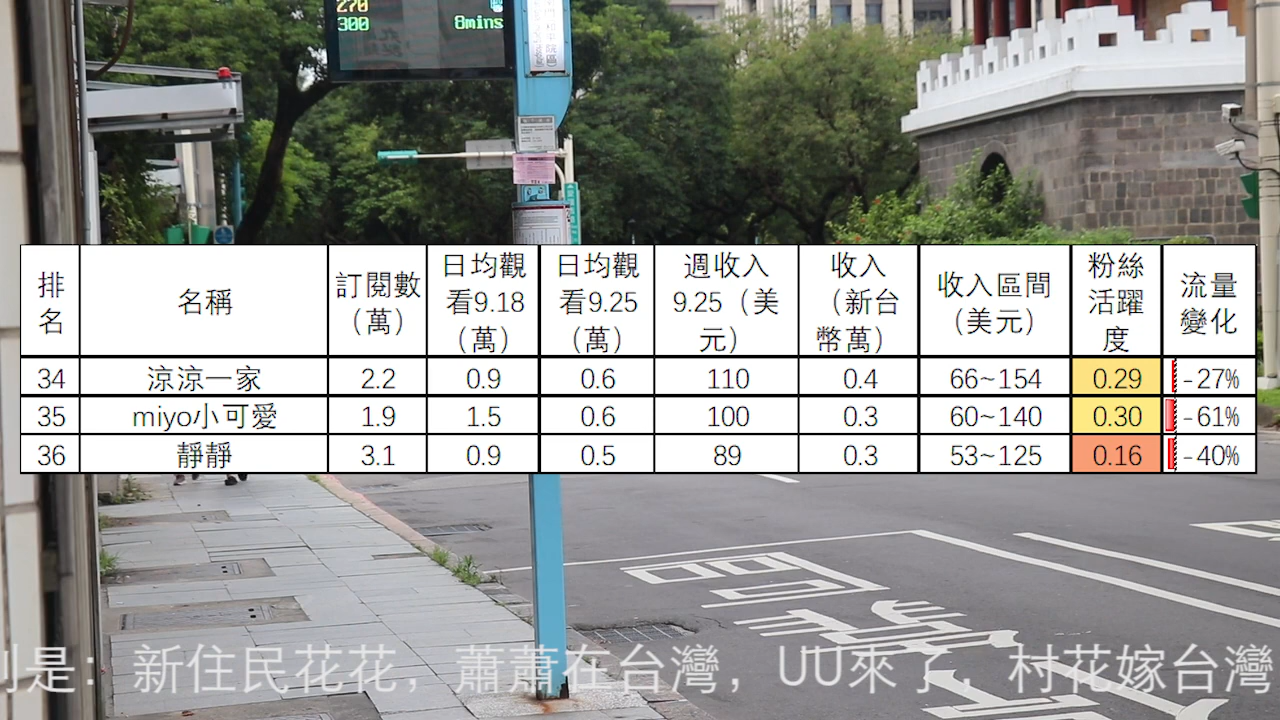 270
300 8mins
排名 名稱 訂閱數（萬） 日均觀看9.18（萬） 日均觀看9.25（萬） 週收入9.25（美元） 收入（新台幣萬） 收入區間（美元） 粉絲活躍度 流量變化
34 涼涼一家 2.2 0.9 0.6 110 0.4 66~154 0.29 -27%
35 miyo小可愛 1.9 1.5 0.6 100 0.3 60~140 0.30 -61%
36 靜靜 3.1 0.9 0.5 89 0.3 53~125 0.16 -40%
是：新住民花花，蕭蕭在台灣，UU來了，村花嫁台灣